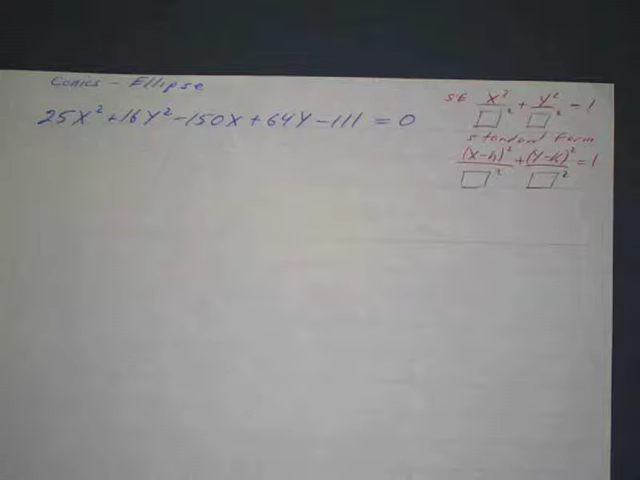 Conics - Ellipse
25X² + 16Y² - 150X + 64Y - 111 = 0
SE X²/□² + Y²/□² = 1
standard form
(X-h)²/□² + (Y-k)²/□² = 1